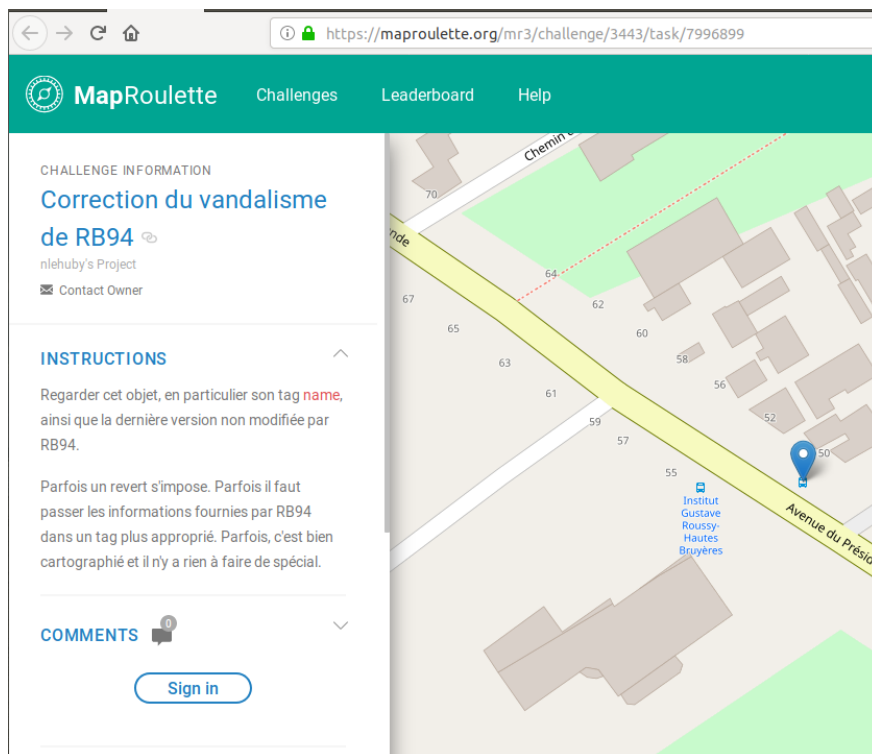 https://maproulette.org/mr3/challenge/3443/task/7996899
MapRoulette
Challenges
Leaderboard
Help
CHALLENGE INFORMATION
Correction du vandalisme
de RB94
nlehuby's Project
Contact Owner
INSTRUCTIONS
Regarder cet objet, en particulier son tag name,
ainsi que la dernière version non modifiée par
RB94.
Parfois un revert s'impose. Parfois il faut
passer les informations fournies par RB94
dans un tag plus approprié. Parfois, c'est bien
cartographié et il n'y a rien à faire de spécial.
COMMENTS
0
Sign in
Chemin
70
nde
64
67
62
65
60
63
58
56
61
52
59
57
50
55
Institut
Gustave
Roussy-
Hautes
Bruyères
Avenue du Présid